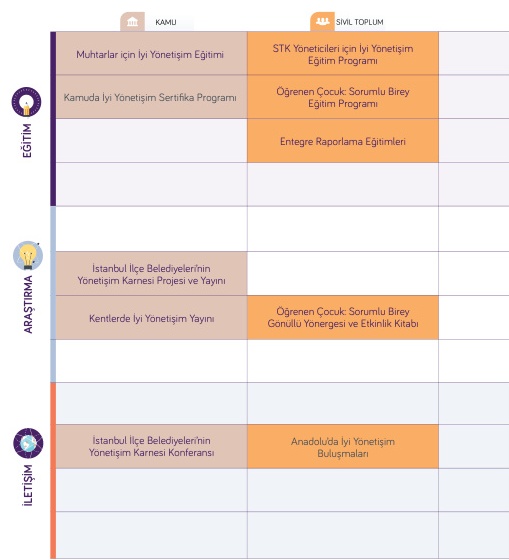 KAMU
SİVİL TOPLUM
EĞİTİM
Muhtarlar için İyi Yönetişim Eğitimi
STK Yöneticileri için İyi Yönetişim
Eğitim Programı
Kamuda İyi Yönetişim Sertifika Programı
Öğrenen Çocuk: Sorumlu Birey
Eğitim Programı
Entegre Raporlama Eğitimleri
ARAŞTIRMA
İstanbul İlçe Belediyeleri'nin
Yönetişim Karnesi Projesi ve Yayını
Kentlerde İyi Yönetişim Yayını
Öğrenen Çocuk: Sorumlu Birey
Gönüllü Yönergesi ve Etkinlik Kitabı
İLETİŞİM
İstanbul İlçe Belediyeleri'nin
Yönetişim Karnesi Konferansı
Anadolu'da İyi Yönetişim
Buluşmaları